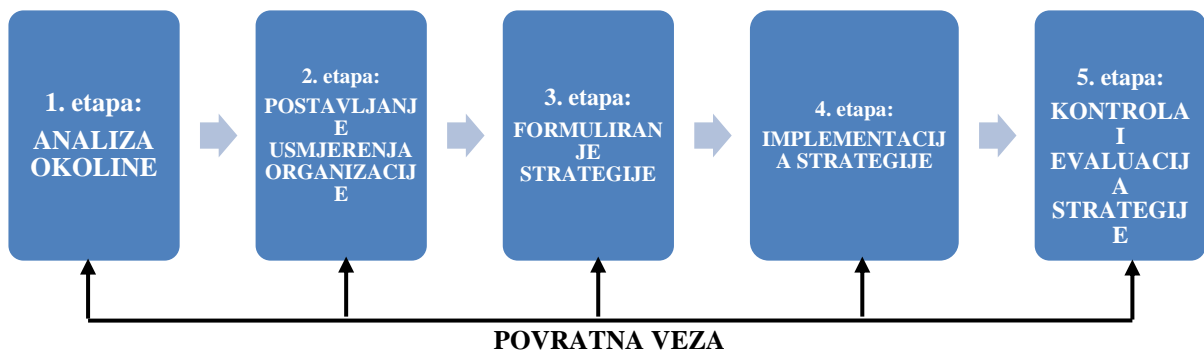 1. etapa:
ANALIZA
OKOLINE
2. etapa:
POSTAVLJANJ
E
USMJERENJA
ORGANIZACIJ
E
3. etapa:
FORMULIRAN
JE
STRATEGIJE
4. etapa:
IMPLEMENTACIJ
A STRATEGIJE
5. etapa:
KONTROLA
I
EVALUACIJ
A
STRATEGIJ
E
POVRATNA VEZA